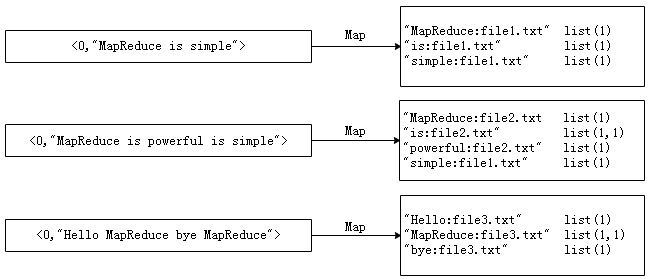 <0,"MapReduce is simple">
Map
"MapReduce:file1.txt" list(1)
"is:file1.txt" list(1)
"simple:file1.txt" list(1)
<0,"MapReduce is powerful is simple">
Map
"MapReduce:file2.txt list(1)
"is:file2.txt" list(1,1)
"powerful:file2.txt" list(1)
"simple:file1.txt" list(1)
<0,"Hello MapReduce bye MapReduce">
Map
"Hello:file3.txt" list(1)
"MapReduce:file3.txt" list(1,1)
"bye:file3.txt" list(1)